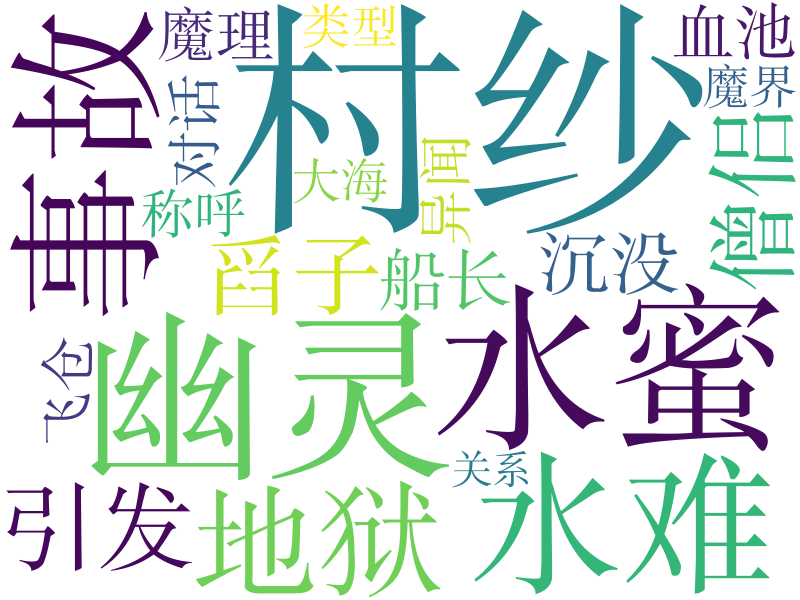 魔理
类型
血池
村纱
事故
对话
魔界
僧侣
大海
异闻
称呼
舀子
船长
沉没
水蜜
幽灵
飞仓
关系
引发
地狱
水难